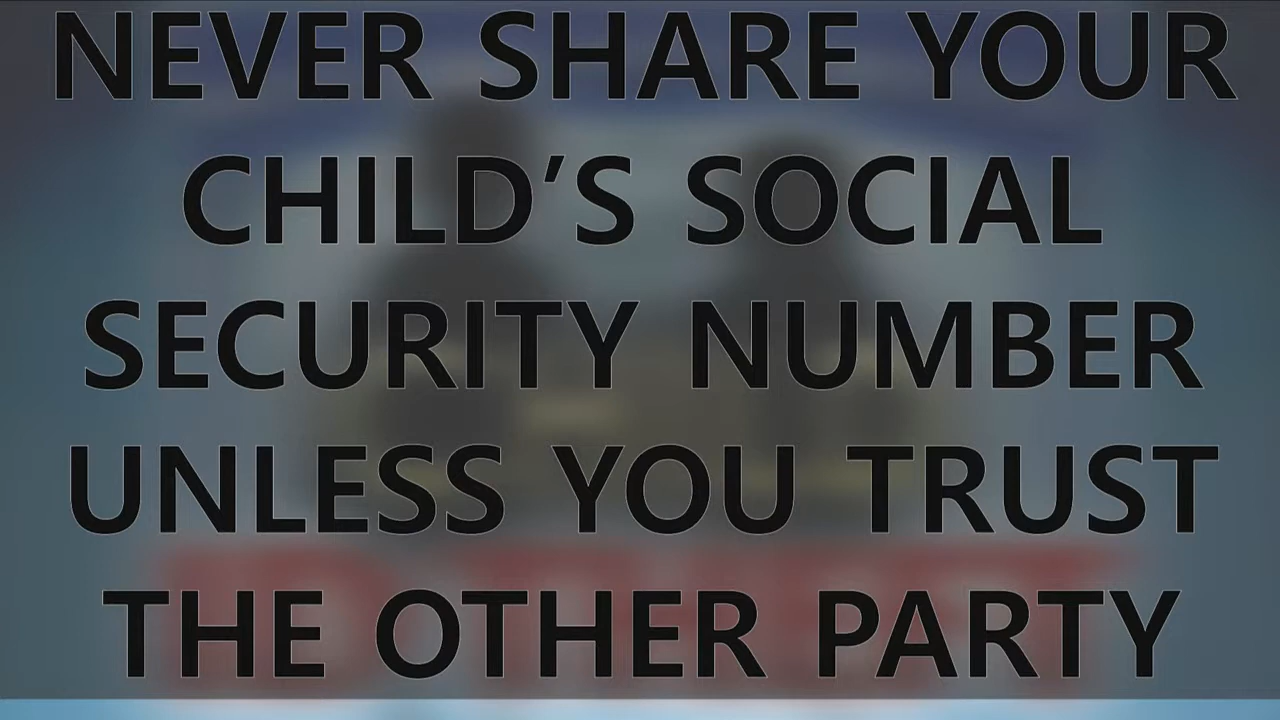 NEVER SHARE YOUR
CHILD’S SOCIAL
SECURITY NUMBER
UNLESS YOU TRUST
THE OTHER PARTY